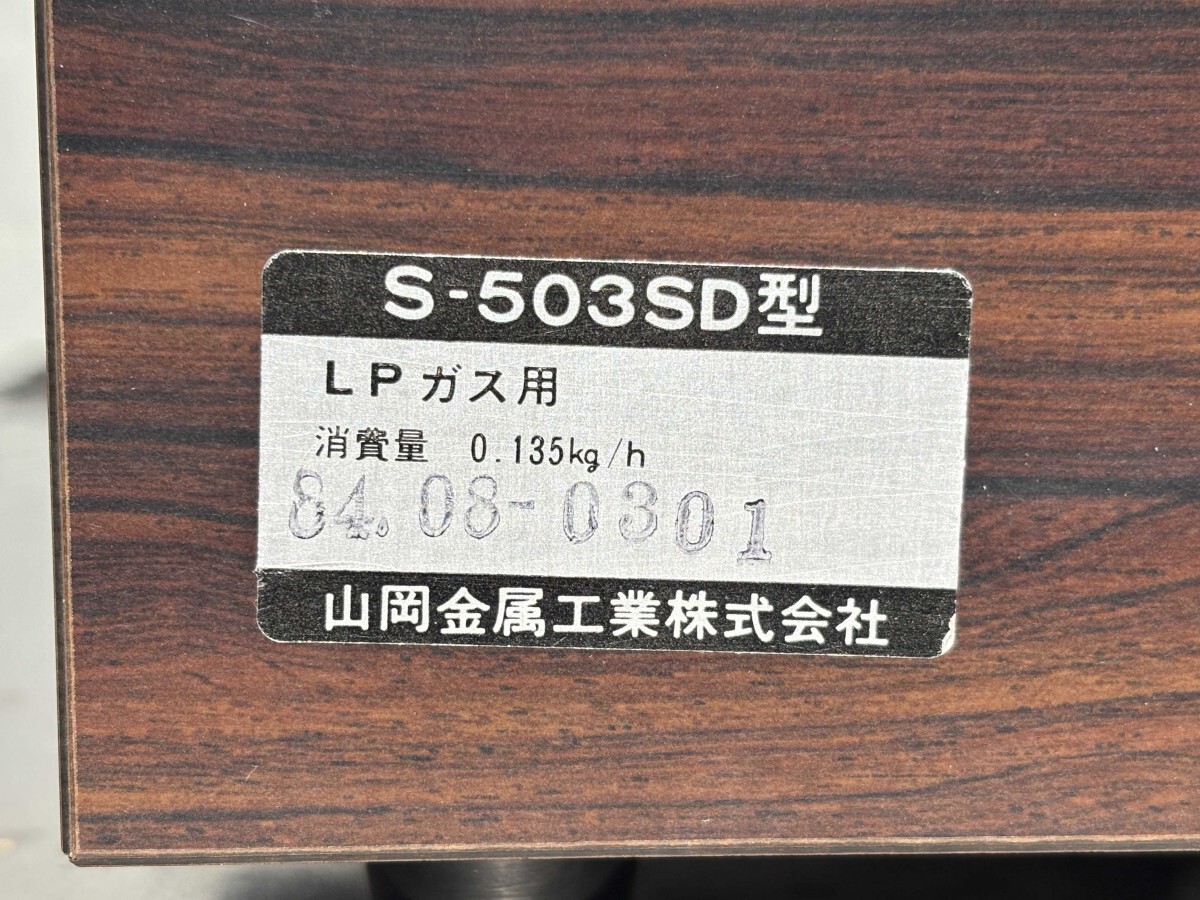 S-503SD型
LPガス用
消費量 0.135kg/h
84.08-0301
山岡金属工業株式会社